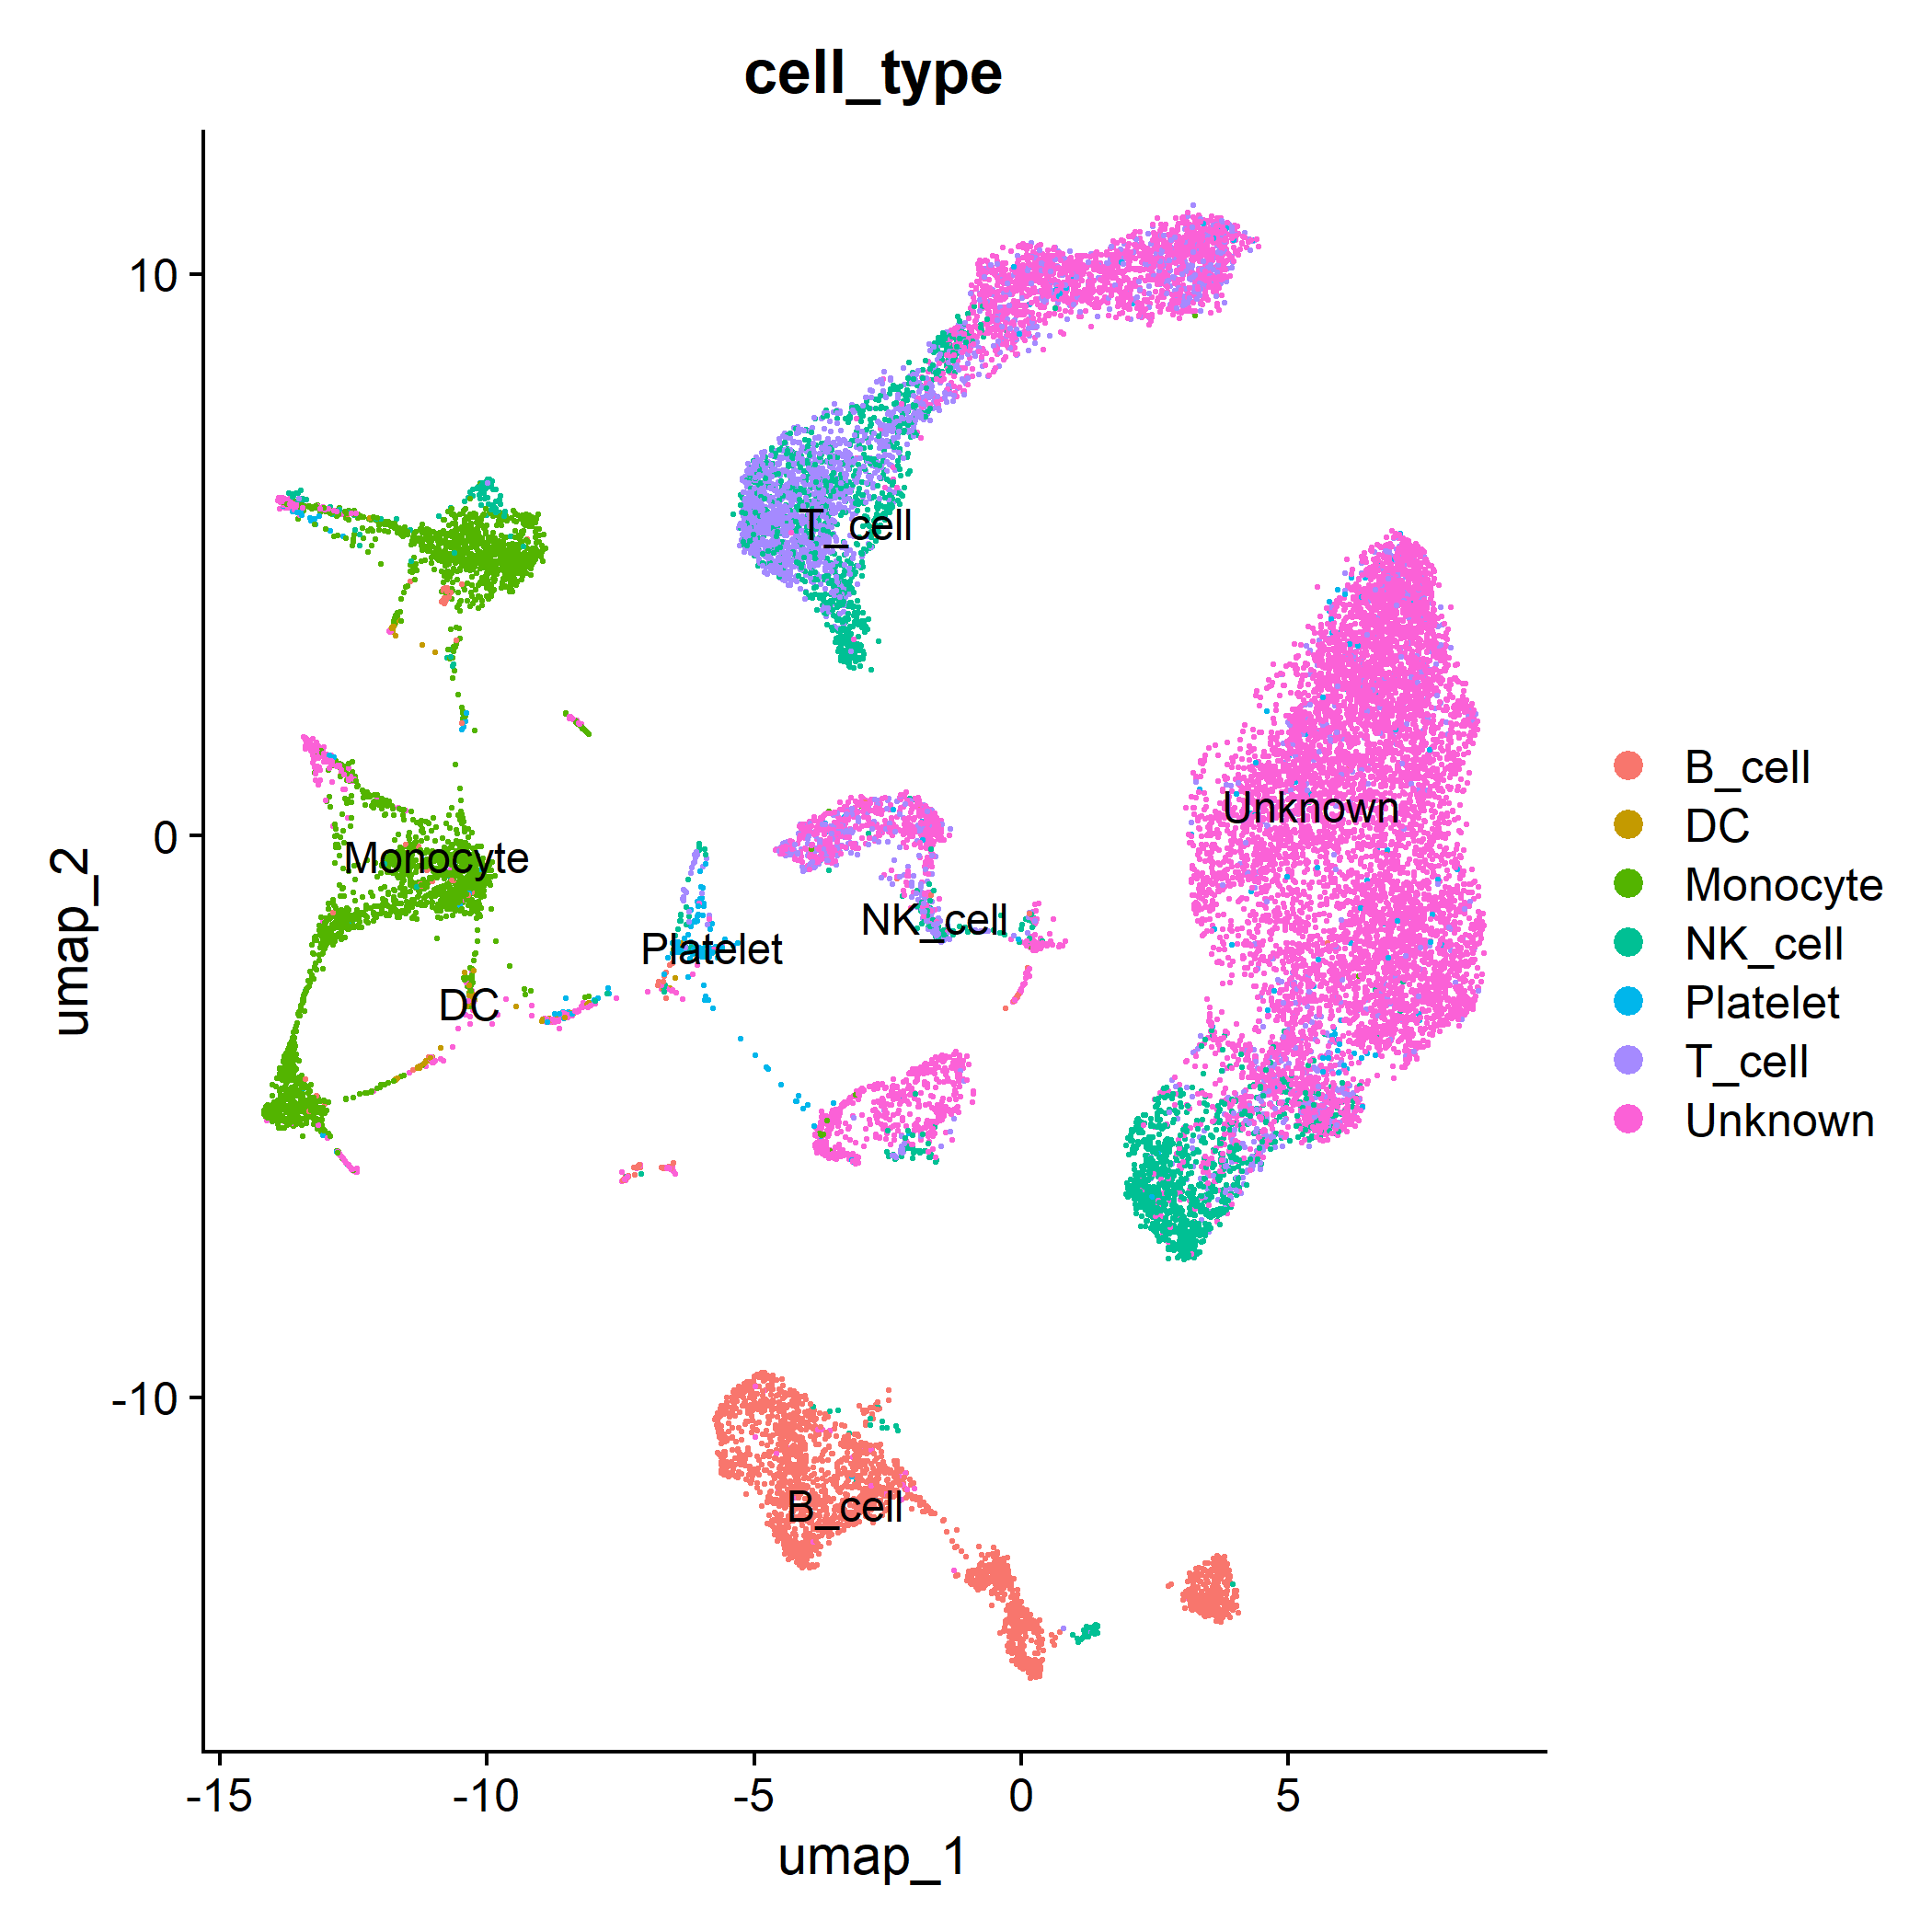 cell_type
10
0
-10
umap_2
-15
-10
-5
0
5
umap_1
T_cell
Unknown
Monocyte
NK_cell
Platelet
DC
B_cell
B_cell
DC
Monocyte
NK_cell
Platelet
T_cell
Unknown